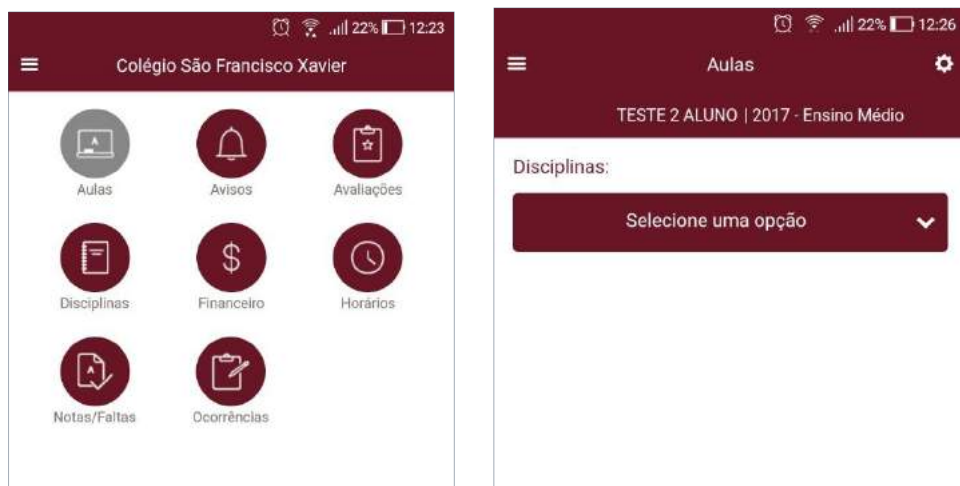 22% 12:23
Colégio São Francisco Xavier
Aulas Avisos Avaliações
Disciplinas Financeiro Horários
Notas/Faltas Ocorrências
22% 12:26
Aulas
TESTE 2 ALUNO | 2017 - Ensino Médio
Disciplinas:
Selecione uma opção